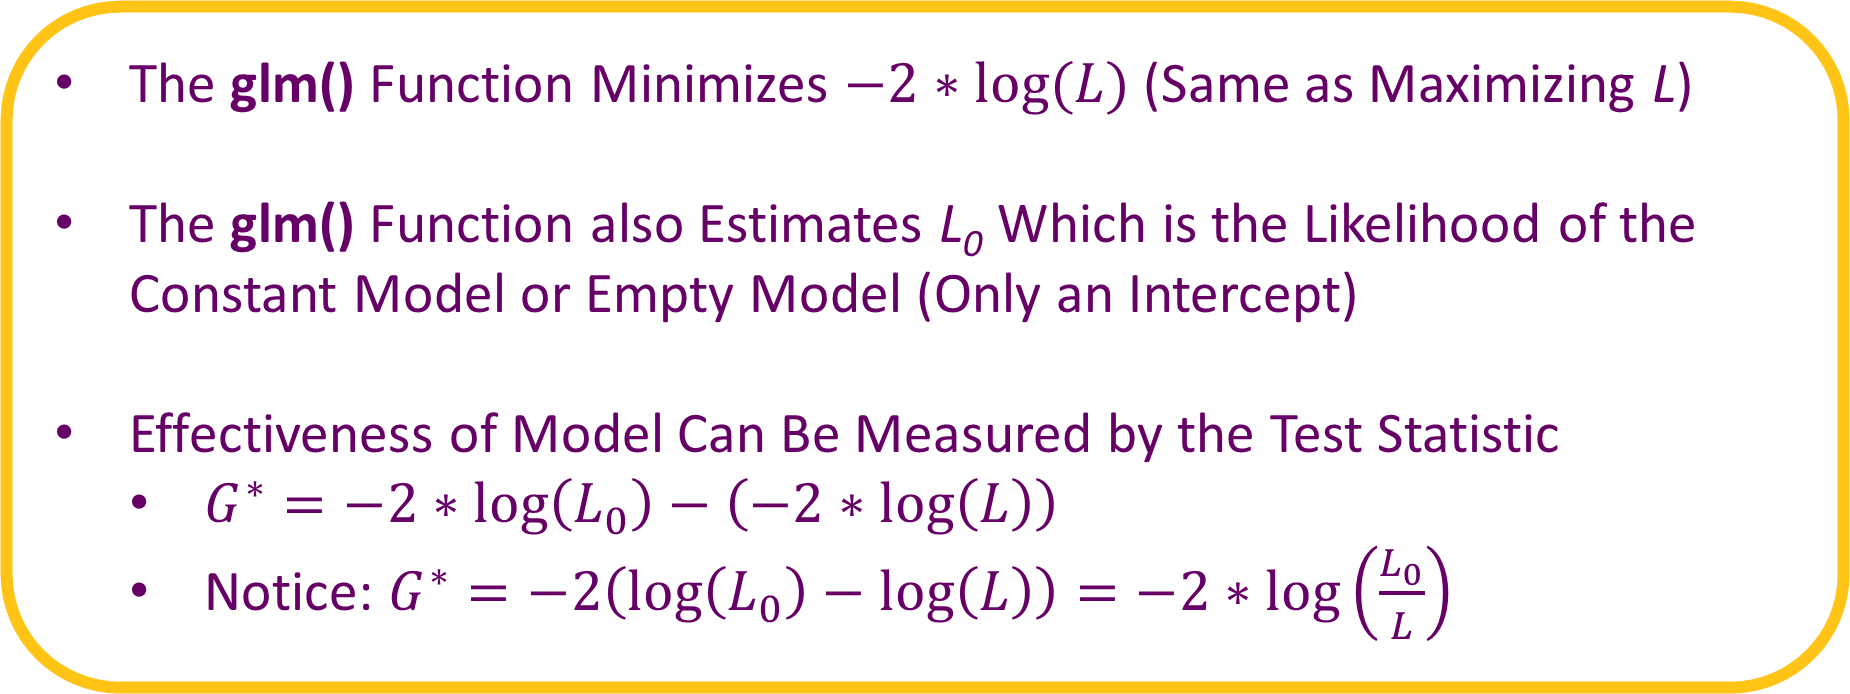 • The glm() Function Minimizes −2 ∗ log(L) (Same as Maximizing L)
• The glm() Function also Estimates L₀ Which is the Likelihood of the
Constant Model or Empty Model (Only an Intercept)
• Effectiveness of Model Can Be Measured by the Test Statistic
• G* = −2 ∗ log(L₀) − (−2 ∗ log(L))
• Notice: G* = −2(log(L₀) − log(L)) = −2 ∗ log(L₀/L)